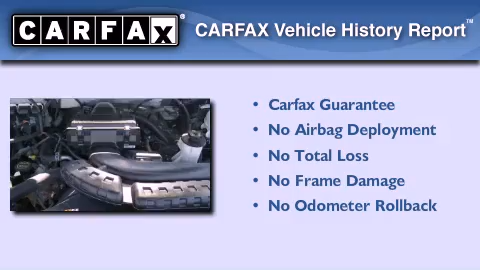 CARFAX® CARFAX Vehicle History Report™
• Carfax Guarantee
• No Airbag Deployment
• No Total Loss
• No Frame Damage
• No Odometer Rollback